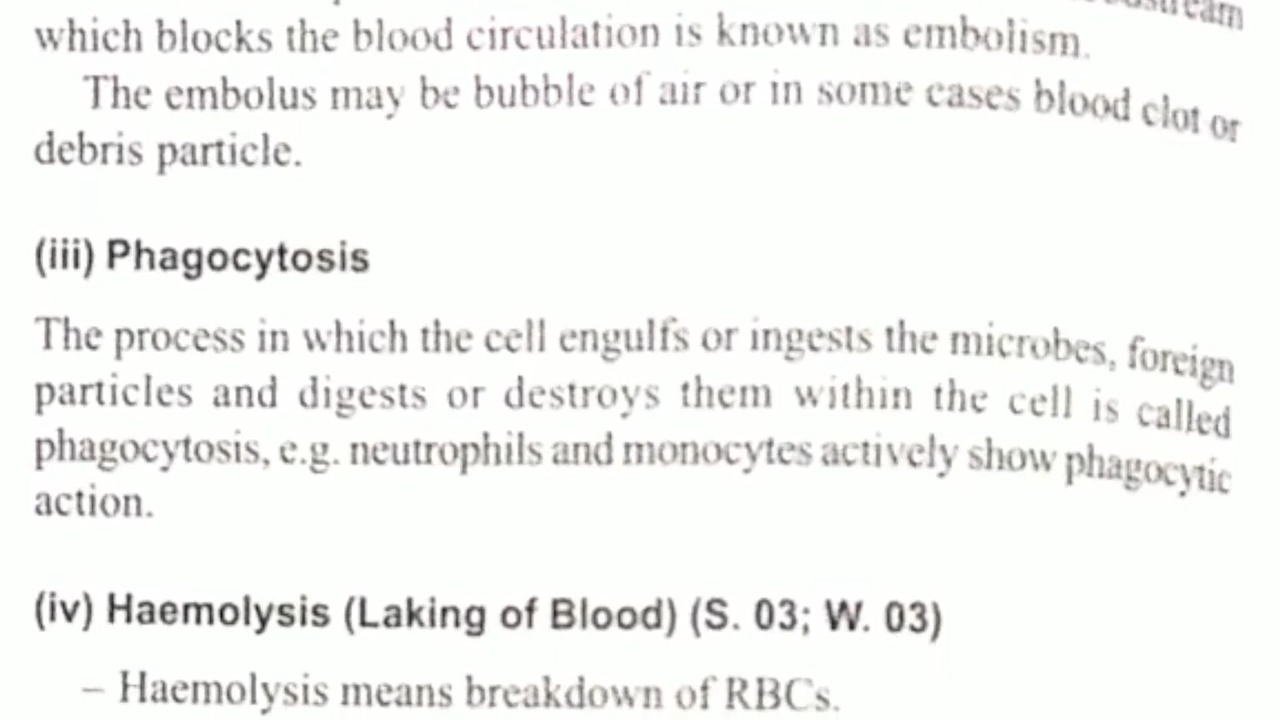 which blocks the blood circulation is known as embolism.
The embolus may be bubble of air or in some cases blood clot or
debris particle.
(iii) Phagocytosis
The process in which the cell engulfs or ingests the microbes, foreign
particles and digests or destroys them within the cell is called
phagocytosis, e.g. neutrophils and monocytes actively show phagocytic
action.
(iv) Haemolysis (Laking of Blood) (S. 03; W. 03)
– Haemolysis means breakdown of RBCs.